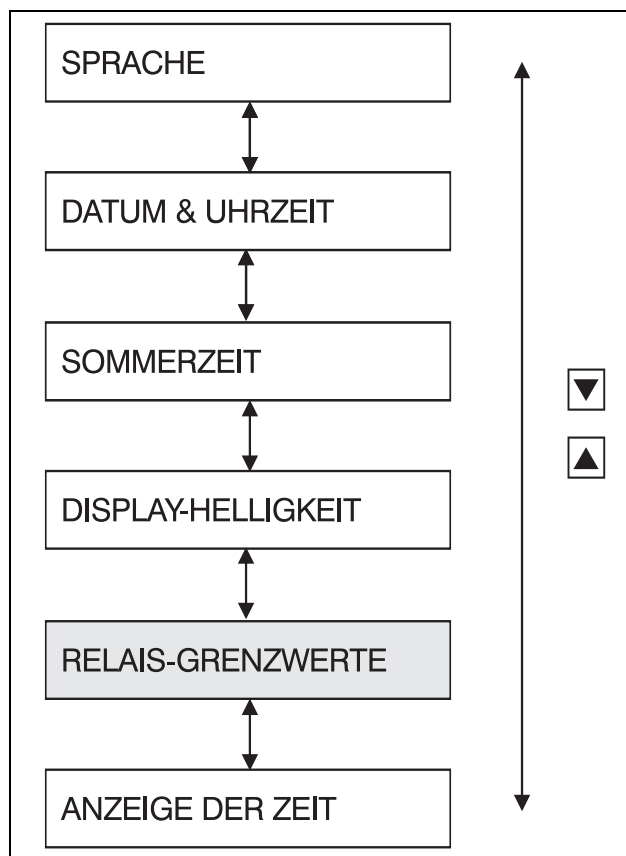 SPRACHE
DATUM & UHRZEIT
SOMMERZEIT
DISPLAY-HELLIGKEIT
RELAIS-GRENZWERTE
ANZEIGE DER ZEIT